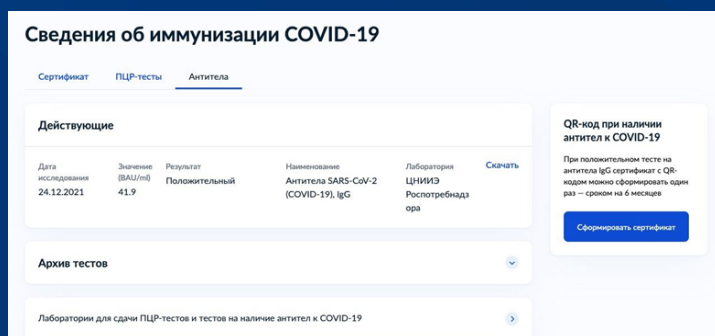 Сведения об иммунизации COVID-19
Сертификат ПЦР-тесты Антитела
Действующие
Дата
исследования
24.12.2021
Значение
(BAU/ml)
41.9
Результат
Положительный
Наименование
Антитела SARS-CoV-2
(COVID-19), IgG
Лаборатория
ЦНИИЭ
Роспотребнадз
ора
Скачать
Архив тестов
Лаборатории для сдачи ПЦР-тестов и тестов на наличие антител к COVID-19
QR-код при наличии
антител к COVID-19
При положительном тесте на
антитела IgG сертификат с QR-
кодом можно сформировать один
раз — сроком на 6 месяцев
Сформировать сертификат